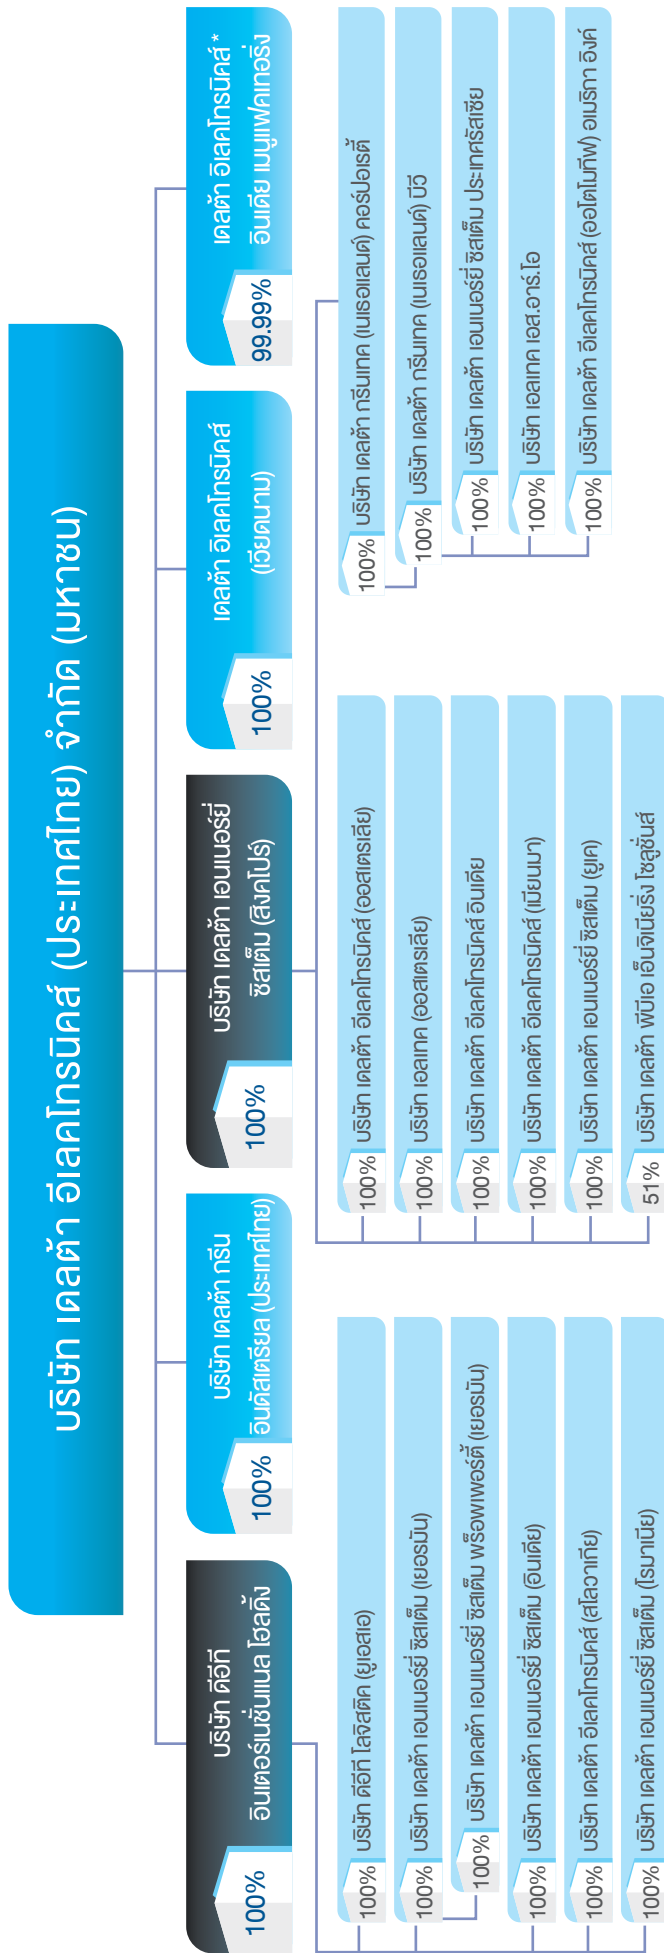 บริษัท เดลต้า อีเลคโทรนิคส์ (ประเทศไทย) จำกัด (มหาชน)
บริษัท ดีอีที
อินเตอร์เนชั่นแนล โฮลดิ้ง
100%
บริษัท เดลต้า กรีน
อินดัสเตรียล (ประเทศไทย)
100%
บริษัท เดลต้า เอนเนอร์ยี่
ซิสเต็ม (สิงคโปร์)
100%
เดลต้า อิเลคโทรนิคส์
(เวียดนาม)
100%
เดลต้า อิเลคโทรนิคส์ *
อินเดีย เมนูแฟคเทอริ่ง
99.99%
100% บริษัท ดีอีที โลจิสติค (ยูเอสเอ)
100% บริษัท เดลต้า เอนเนอร์ยี่ ซิสเต็ม (เยอรมัน)
100% บริษัท เดลต้า เอนเนอร์ยี่ ซิสเต็ม พร็อพเพอร์ตี้ (เยอรมัน)
100% บริษัท เดลต้า เอนเนอร์ยี่ ซิสเต็ม (อินเดีย)
100% บริษัท เดลต้า อีเลคโทรนิคส์ (สโลวาเกีย)
100% บริษัท เดลต้า เอนเนอร์ยี่ ซิสเต็ม (โรมาเนีย)
100% บริษัท เดลต้า อีเลคโทรนิคส์ (ออสเตรเลีย)
100% บริษัท เอลเทค (ออสเตรเลีย)
100% บริษัท เดลต้า อีเลคโทรนิคส์ อินเดีย
100% บริษัท เดลต้า อีเลคโทรนิคส์ (เมียนมา)
100% บริษัท เดลต้า เอนเนอร์ยี่ ซิสเต็ม (ยูเค)
51% บริษัท เดลต้า พีบีเอ เอ็นจิเนียริ่ง โซลูชั่นส์
100% บริษัท เดลต้า กรีนเทค (เนเธอแลนด์) คอร์ปอเรตี้
100% บริษัท เดลต้า กรีนเทค (เนเธอแลนด์) บีวี
100% บริษัท เดลต้า เอนเนอร์ยี่ ซิสเต็ม ประเทศรัสเซีย
100% บริษัท เอลเทค เอส.อาร์.โอ
100% บริษัท เดลต้า อีเลคโทรนิคส์ (ออโตโมทีฟ) อเมริกา อิงค์